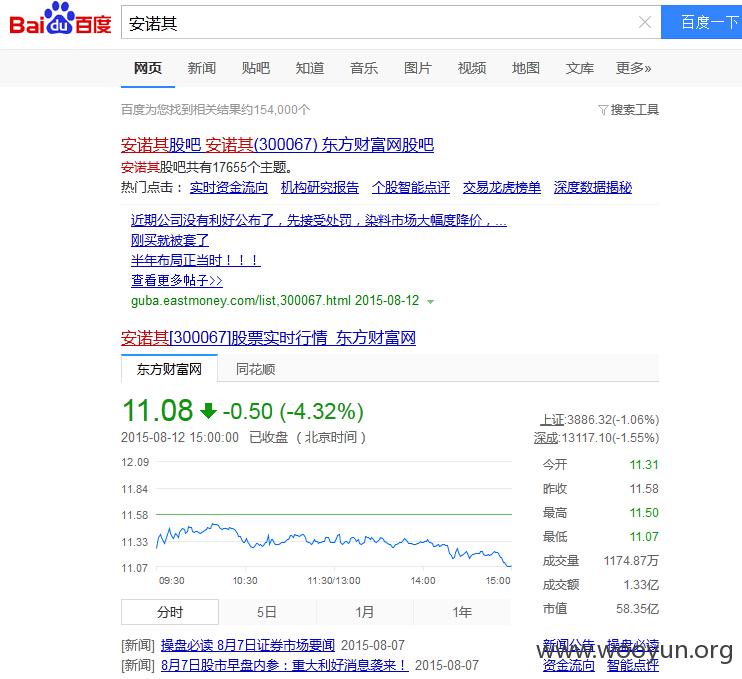 Bai du 百度 安诺其 百度一下
网页 新闻 贴吧 知道 音乐 图片 视频 地图 文库 更多»
百度为您找到相关结果约154,000个 搜索工具
安诺其股吧_安诺其(300067)_东方财富网股吧
安诺其股吧共有17655个主题。
热门点击： 实时资金流向 机构研究报告 个股智能点评 交易龙虎榜单 深度数据揭秘
近期公司没有利好公布了，先接受处罚，染料市场大幅度降价，...
刚买就被套了
半年布局正当时！！！
查看更多帖子>>
guba.eastmoney.com/list,300067.html 2015-08-12
安诺其[300067]股票实时行情_东方财富网
东方财富网 同花顺
11.08 -0.50 (-4.32%)
2015-08-12 15:00:00 已收盘 （北京时间）
上证:3886.32(-1.06%)
深成:13117.10(-1.55%)
12.09
11.84
11.58
11.33
11.07
09:30 10:30 11:30/13:00 14:00 15:00
今开 11.31
昨收 11.58
最高 11.50
最低 11.07
成交量 1174.87万
成交额 1.33亿
市值 58.35亿
分时 5日 1月 1年
[新闻] 操盘必读 8月7日证券市场要闻 2015-08-07
[新闻] 8月7日股市早盘内参：重大利好消息袭来！ 2015-08-07
新闻公告 操盘必读
资金流向 智能点评
www.wooyun.org